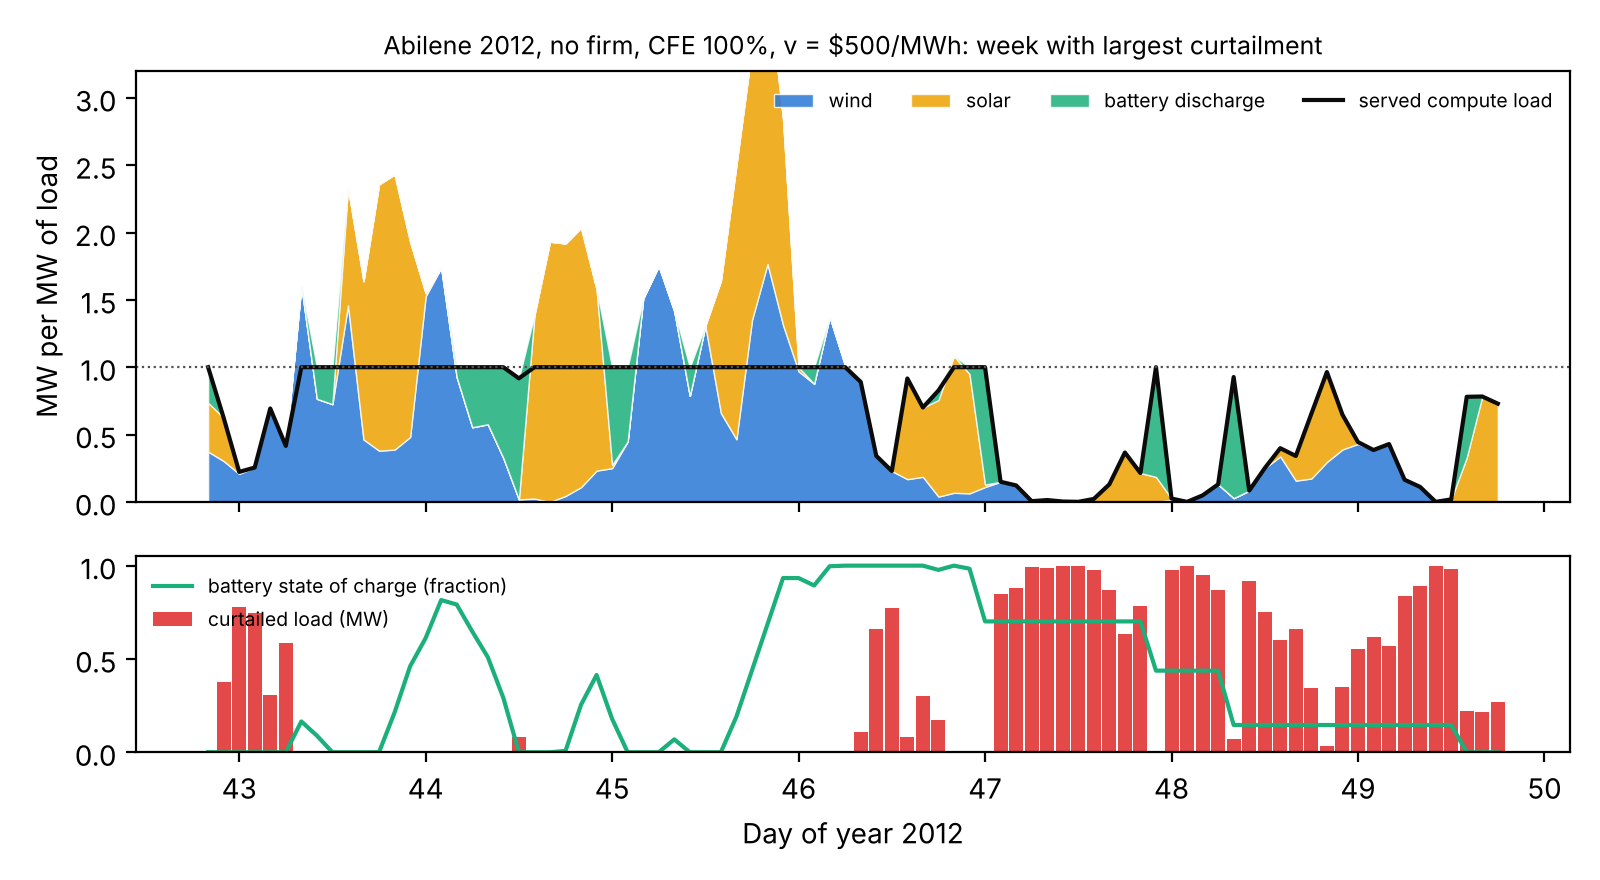 Abilene 2012, no firm, CFE 100%, v = $500/MWh: week with largest curtailment
MW per MW of load
3.0
2.5
2.0
1.5
1.0
0.5
0.0
wind
solar
battery discharge
served compute load
1.0
0.5
0.0
battery state of charge (fraction)
curtailed load (MW)
43
44
45
46
47
48
49
50
Day of year 2012